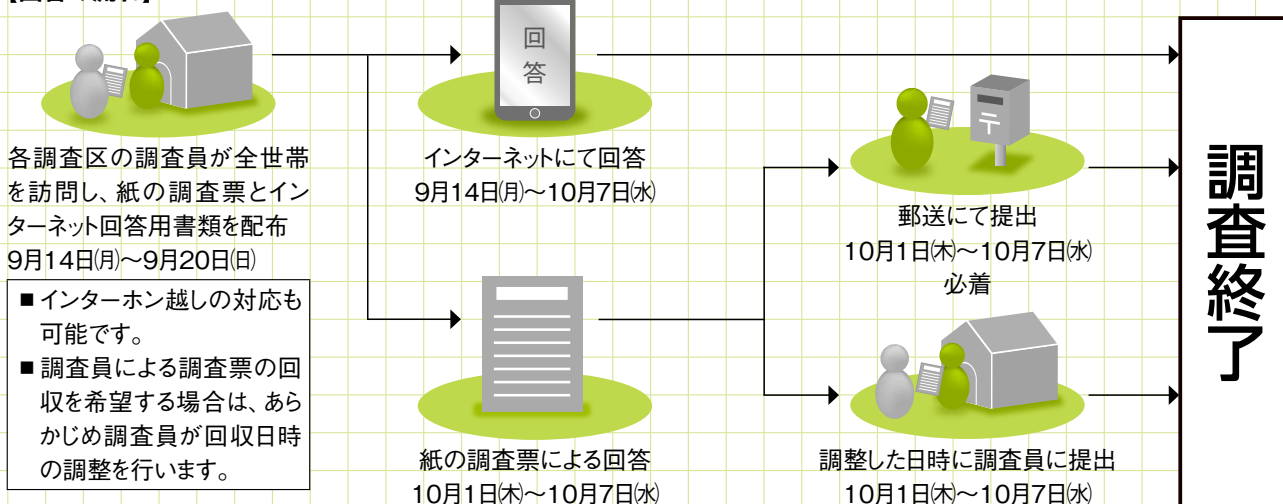 各調査区の調査員が全世帯
を訪問し、紙の調査票とイン
ターネット回答用書類を配布
9月14日㈪〜9月20日㈰
■インターホン越しの対応も
可能です。
■調査員による調査票の回
収を希望する場合は、あら
かじめ調査員が回収日時
の調整を行います。
回
答
インターネットにて回答
9月14日㈪〜10月7日㈬
紙の調査票による回答
10月1日㈭〜10月7日㈬
〒
郵送にて提出
10月1日㈭〜10月7日㈬
必着
調整した日時に調査員に提出
10月1日㈭〜10月7日㈬
調査終了